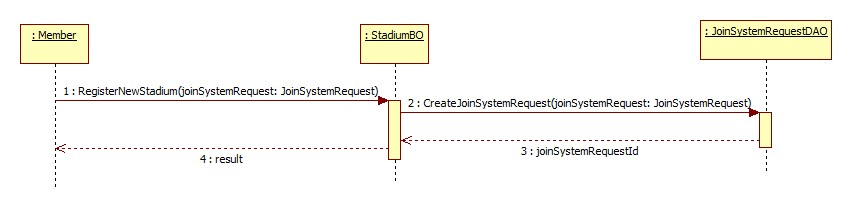 : Member
: StadiumBO
: JoinSystemRequestDAO
1 : RegisterNewStadium(joinSystemRequest: JoinSystemRequest)
2 : CreateJoinSystemRequest(joinSystemRequest: JoinSystemRequest)
3 : joinSystemRequestId
4 : result